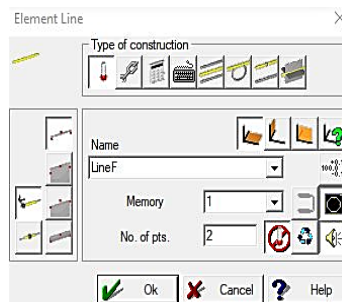 Element Line
Type of construction
Name
LineF
Memory
1
No. of pts.
2
Ok
Cancel
? Help